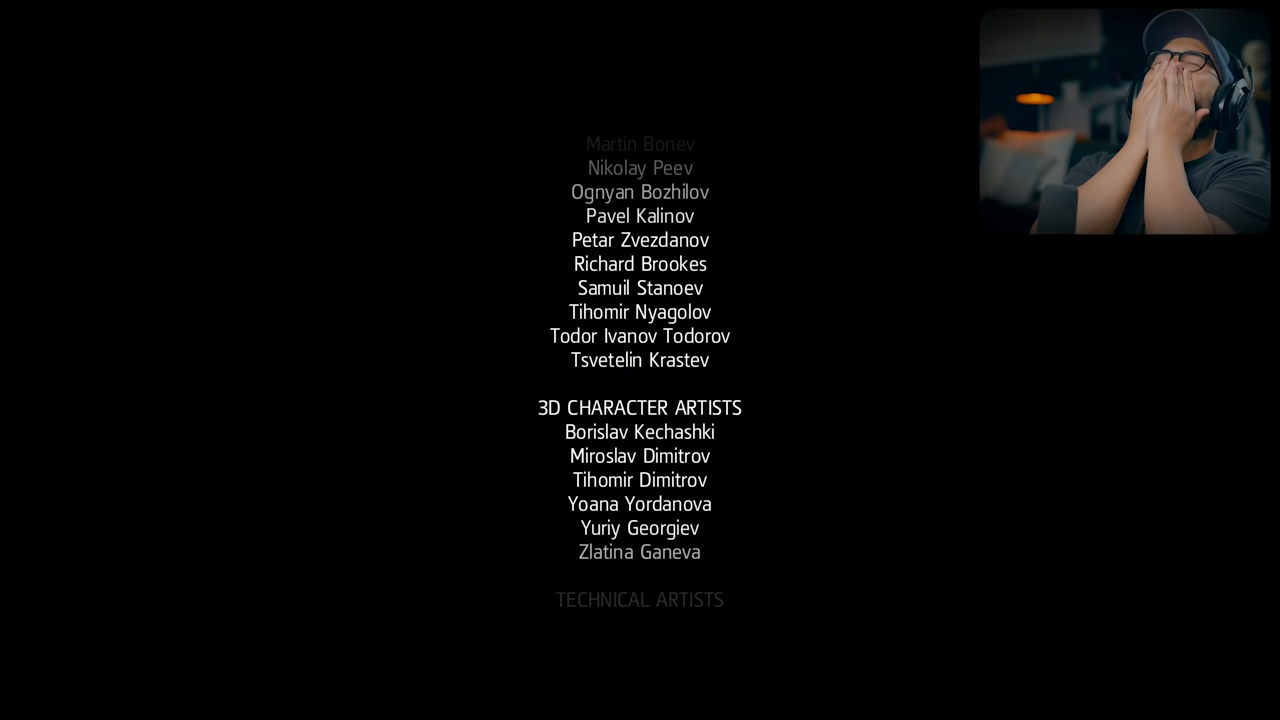 Martin Bonev
Nikolay Peev
Ognyan Bozhilov
Pavel Kalinov
Petar Zvezdanov
Richard Brookes
Samuil Stanoev
Tihomir Nyagolov
Todor Ivanov Todorov
Tsvetelin Krastev
3D CHARACTER ARTISTS
Borislav Kechashki
Miroslav Dimitrov
Tihomir Dimitrov
Yoana Yordanova
Yuriy Georgiev
Zlatina Ganeva
TECHNICAL ARTISTS